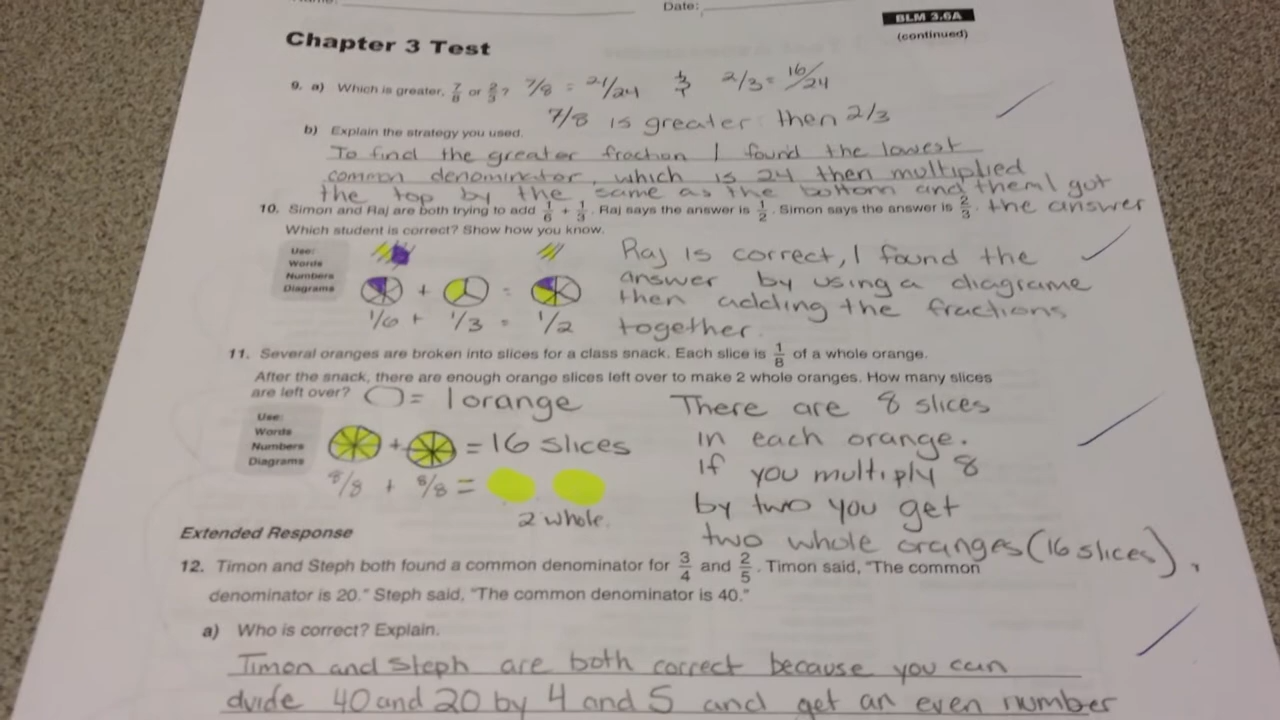 Date:
BLM 3.6A
(continued)
Chapter 3 Test
9. a) Which is greater, 7/8 or 2/3? 7/8 = 21/24 2/3 = 16/24
7/8 is greater then 2/3
b) Explain the strategy you used.
To find the greater fraction I found the lowest
common denominator, which is 24 then multiplied
the top by the same as the bottom and them I got
the answer
10. Simon and Raj are both trying to add 1/6 + 1/3. Raj says the answer is 1/2. Simon says the answer is 2/3.
Which student is correct? Show how you know.
Use:
Words
Numbers
Diagrams
+ =
1/6 + 1/3 = 1/2
Raj is correct, I found the
answer by using a diagrame
then adding the fractions
together.
11. Several oranges are broken into slices for a class snack. Each slice is 1/8 of a whole orange.
After the snack, there are enough orange slices left over to make 2 whole oranges. How many slices
are left over? = 1 orange
Use:
Words
Numbers
Diagrams
+ = 16 slices
8/8 + 8/8 =
2 whole.
There are 8 slices
in each orange.
If you multiply 8
by two you get
two whole oranges (16 slices).
Extended Response
12. Timon and Steph both found a common denominator for 3/4 and 2/5. Timon said, "The common
denominator is 20." Steph said, "The common denominator is 40."
a) Who is correct? Explain.
Timon and Steph are both correct because you can
divide 40 and 20 by 4 and 5 and get an even number